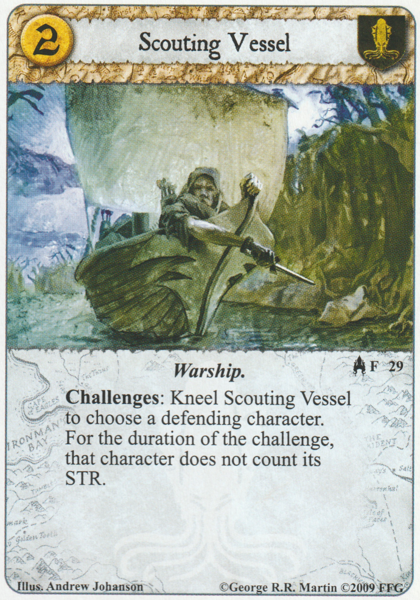 2
Scouting Vessel
Warship.
F 29
Challenges: Kneel Scouting Vessel
to choose a defending character.
For the duration of the challenge,
that character does not count its
STR.
IRONMAN
BAY
Illus. Andrew Johanson
©George R.R. Martin ©2009 FFG